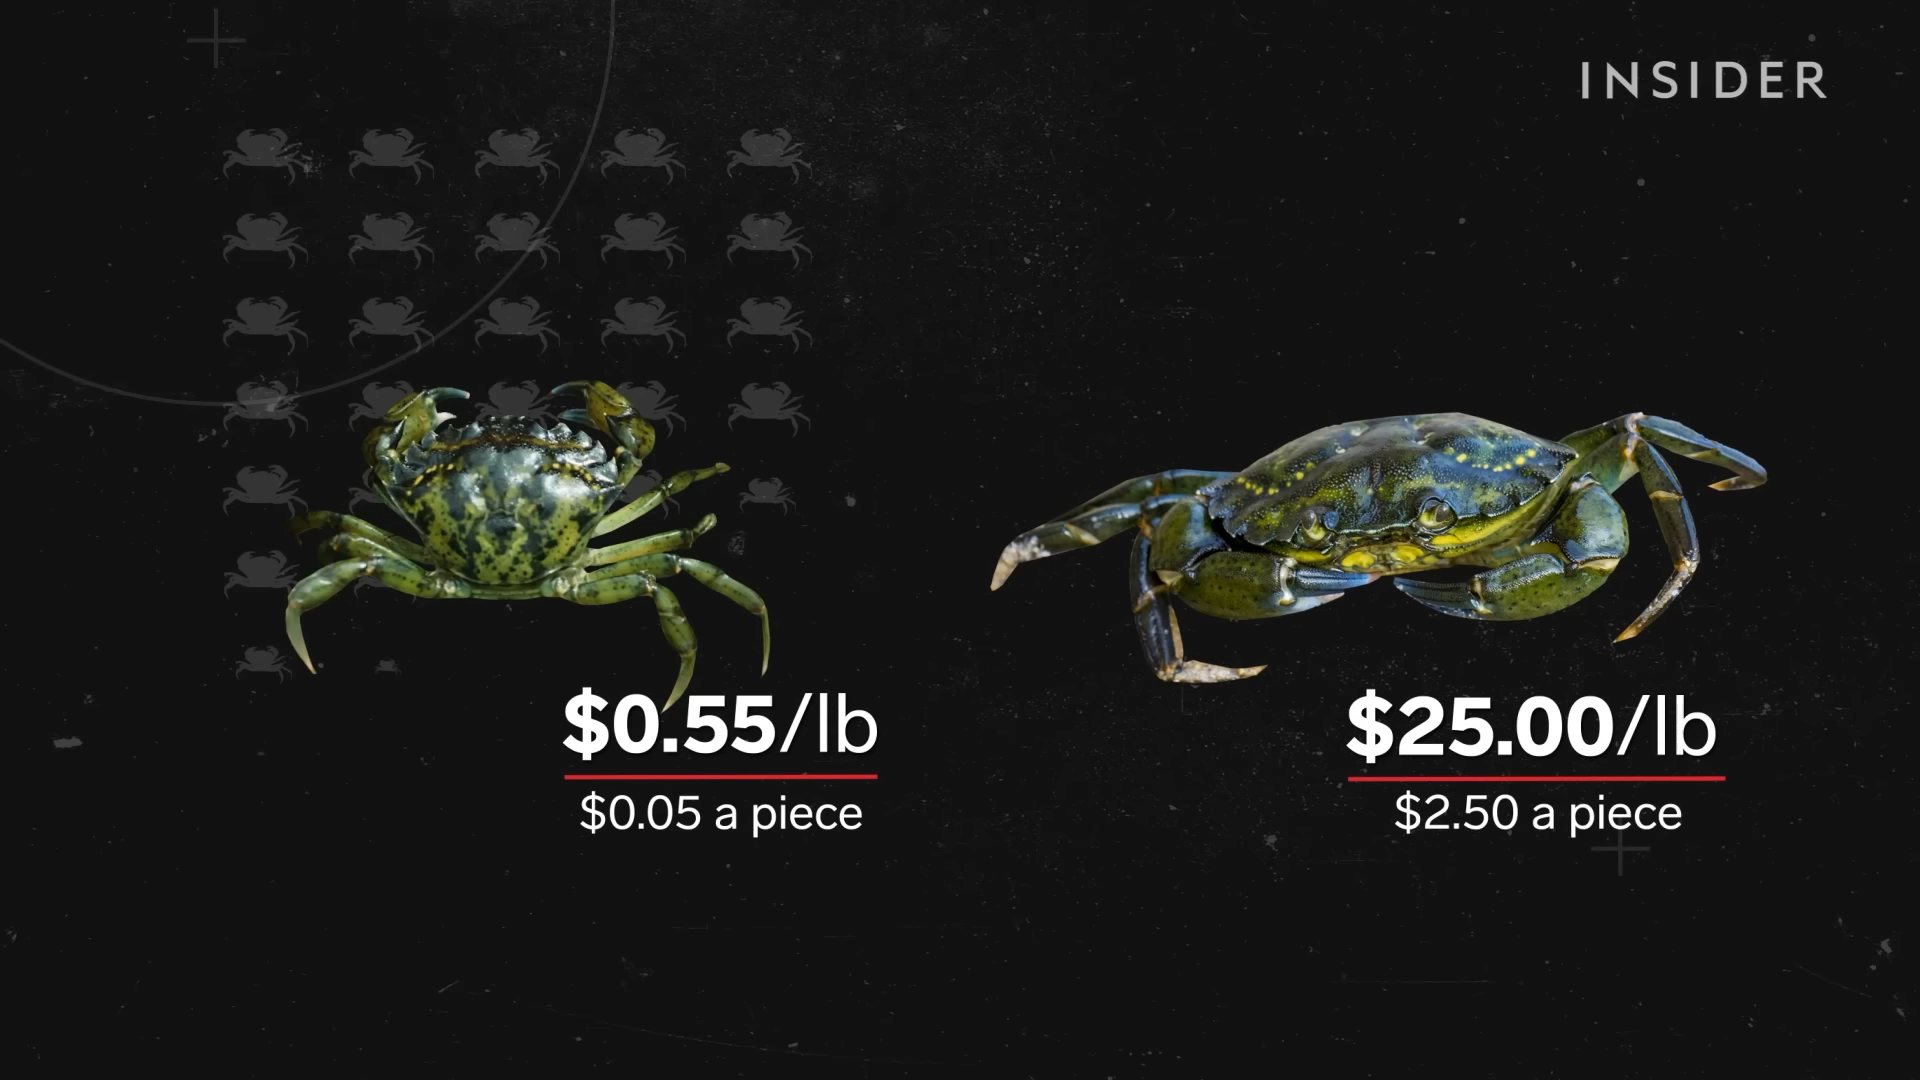 INSIDER
$0.55/lb
$0.05 a piece
$25.00/lb
$2.50 a piece